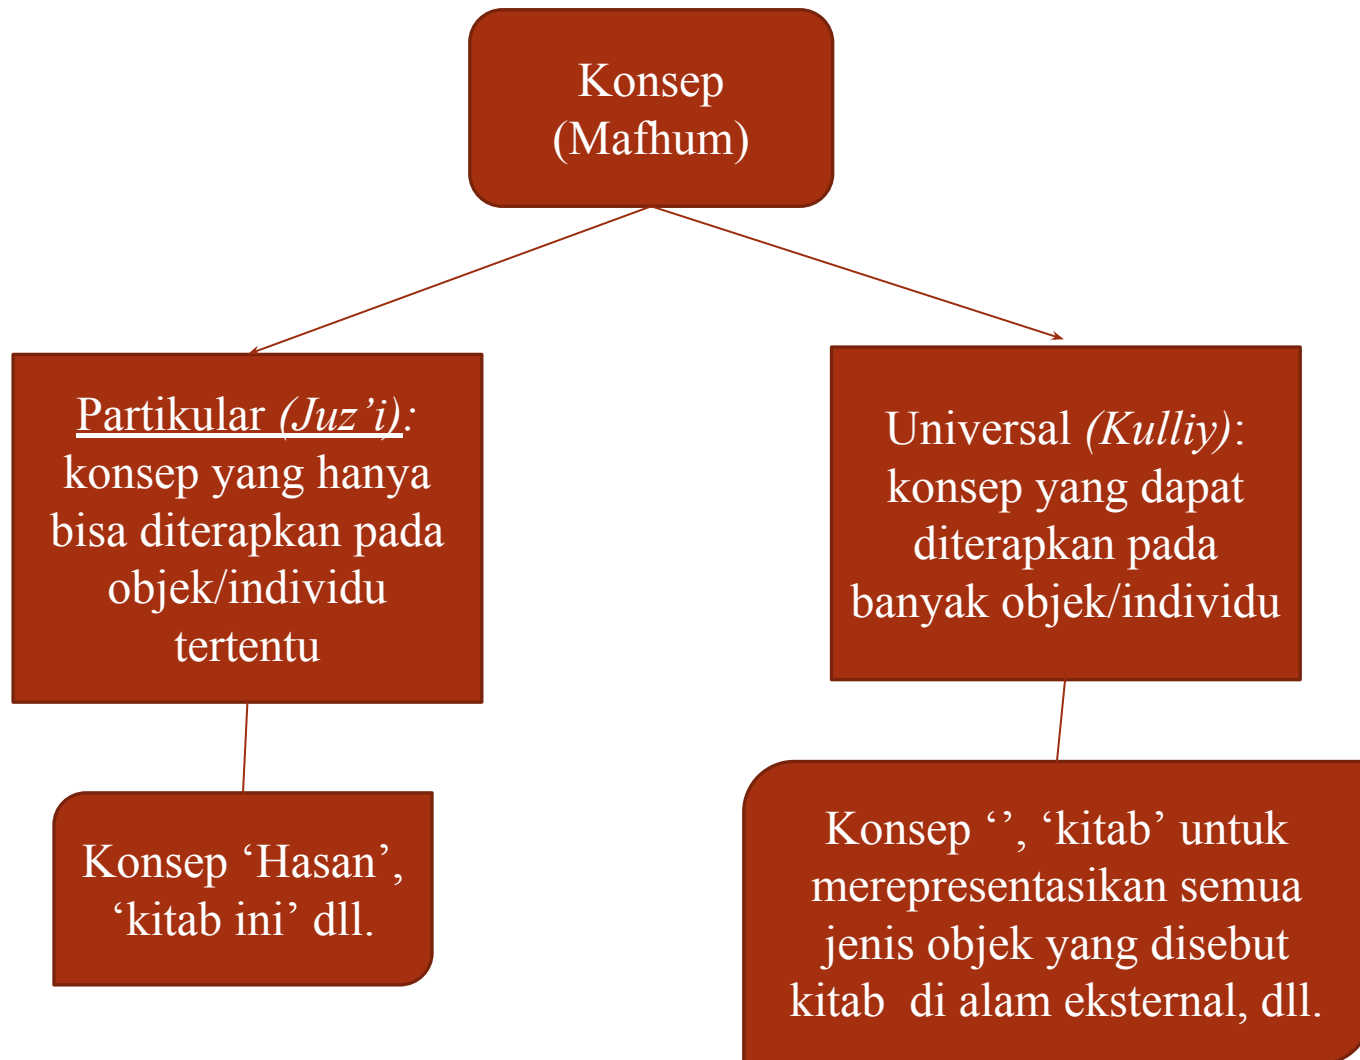 Konsep
(Mafhum)
Partikular (Juz’i):
konsep yang hanya
bisa diterapkan pada
objek/individu
tertentu
Universal (Kulliy):
konsep yang dapat
diterapkan pada
banyak objek/individu
Konsep ‘Hasan’,
‘kitab ini’ dll.
Konsep ‘’, ‘kitab’ untuk
merepresentasikan semua
jenis objek yang disebut
kitab  di alam eksternal, dll.